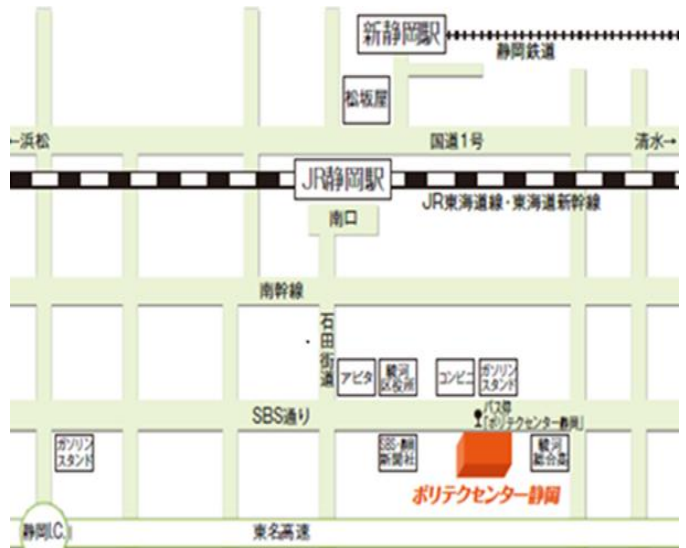 新静岡駅
静岡鉄道
松坂屋
←浜松
国道1号
清水→
JR静岡駅
JR東海道線・東海道新幹線
南口
南幹線
石田街道
アピタ
駿河
区役所
コンビニ
ガソリン
スタンド
SBS通り
バス停
「ポリテクセンター静岡」
ガソリン
スタンド
SBS・静岡
新聞社
駿河
総合高
ポリテクセンター静岡
静岡I.C.
東名高速